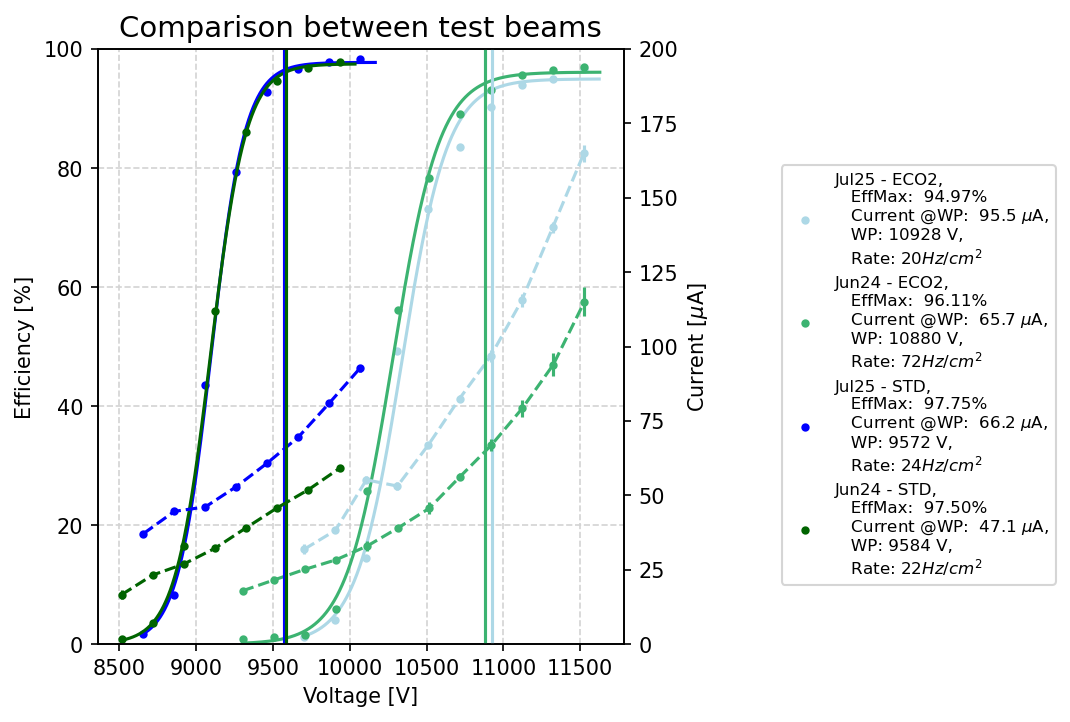 Comparison between test beams
100
80
60
40
20
0
Efficiency [%]
8500 9000 9500 10000 10500 11000 11500
Voltage [V]
200
175
150
125
100
75
50
25
0
Current [μA]
Jul25 - ECO2,
EffMax: 94.97%
Current @WP: 95.5 μA,
WP: 10928 V,
Rate: 20Hz/cm²
Jun24 - ECO2,
EffMax: 96.11%
Current @WP: 65.7 μA,
WP: 10880 V,
Rate: 72Hz/cm²
Jul25 - STD,
EffMax: 97.75%
Current @WP: 66.2 μA,
WP: 9572 V,
Rate: 24Hz/cm²
Jun24 - STD,
EffMax: 97.50%
Current @WP: 47.1 μA,
WP: 9584 V,
Rate: 22Hz/cm²